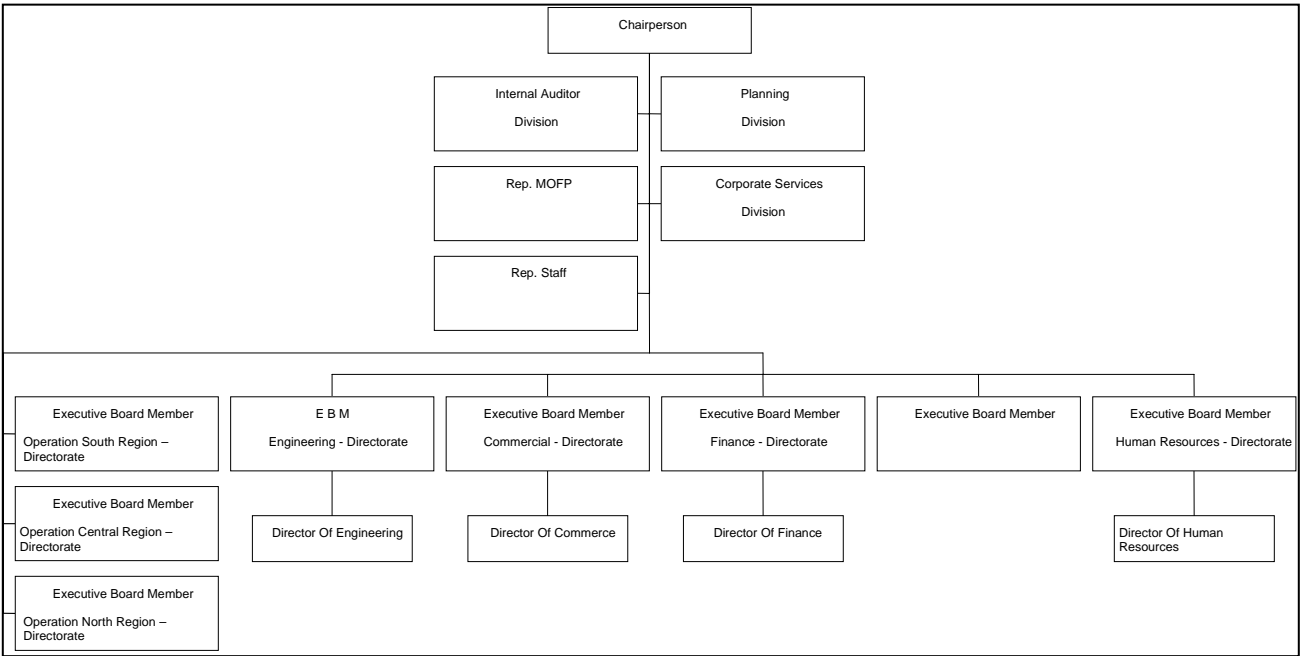 Chairperson
Internal Auditor
Division
Planning
Division
Rep. MOFP
Corporate Services
Division
Rep. Staff
Executive Board Member
Operation South Region –
Directorate
E B M
Engineering - Directorate
Executive Board Member
Commercial - Directorate
Executive Board Member
Finance - Directorate
Executive Board Member
Executive Board Member
Human Resources - Directorate
Executive Board Member
Operation Central Region –
Directorate
Director Of Engineering
Director Of Commerce
Director Of Finance
Director Of Human
Resources
Executive Board Member
Operation North Region –
Directorate